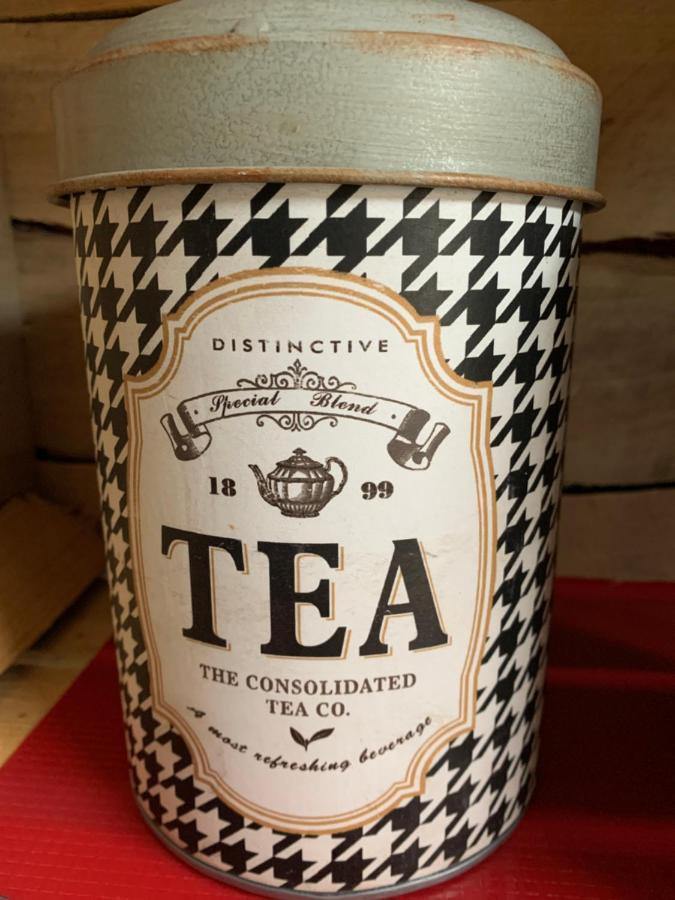 DISTINCTIVE
Special Blend
18 99
TEA
THE CONSOLIDATED
TEA CO.
A most refreshing beverage